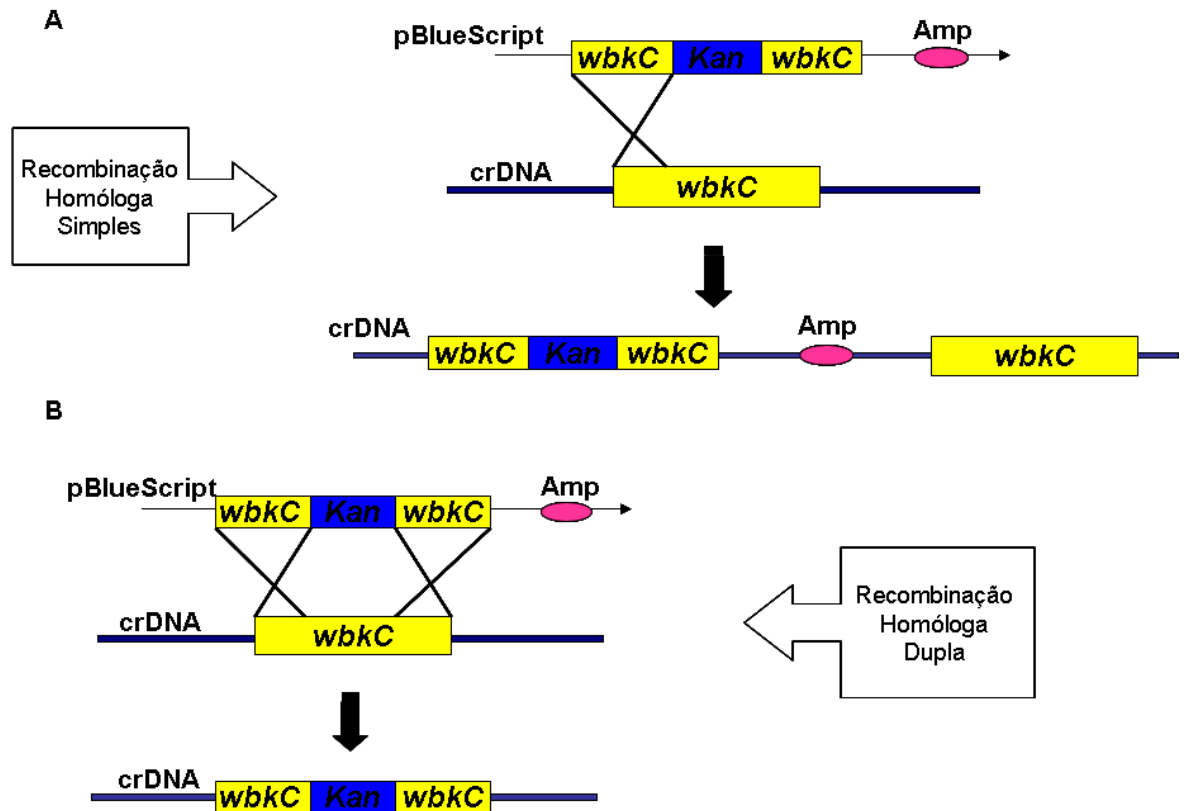 A
pBlueScript
Amp
wbkC Kan wbkC
Recombinação
Homóloga
Simples
crDNA
wbkC
crDNA
Amp
wbkC Kan wbkC
wbkC
B
pBlueScript
Amp
wbkC Kan wbkC
crDNA
wbkC
Recombinação
Homóloga
Dupla
crDNA
wbkC Kan wbkC